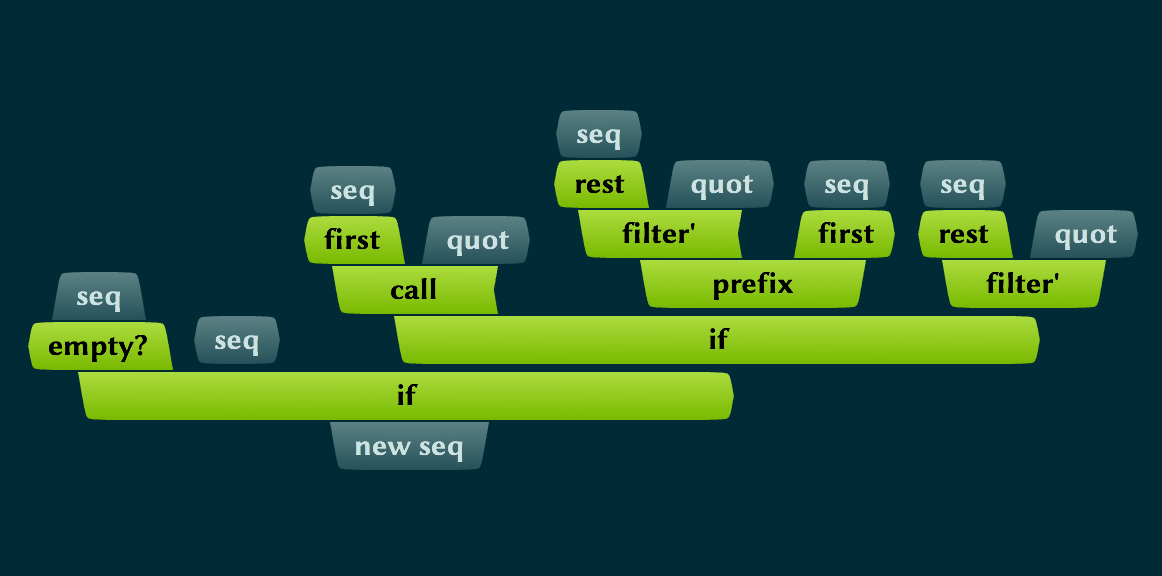 seq
seq rest quot seq seq
first quot filter' first rest quot
seq call prefix filter'
empty? seq if
if
new seq